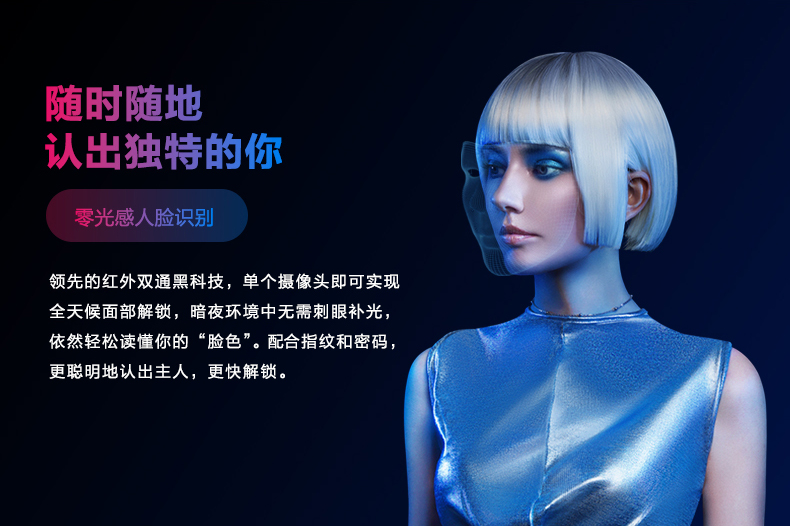 随时随地
认出独特的你
零光感人脸识别
领先的红外双通黑科技，单个摄像头即可实现
全天候面部解锁，暗夜环境中无需刺眼补光，
依然轻松读懂你的“脸色”。配合指纹和密码，
更聪明地认出主人，更快解锁。